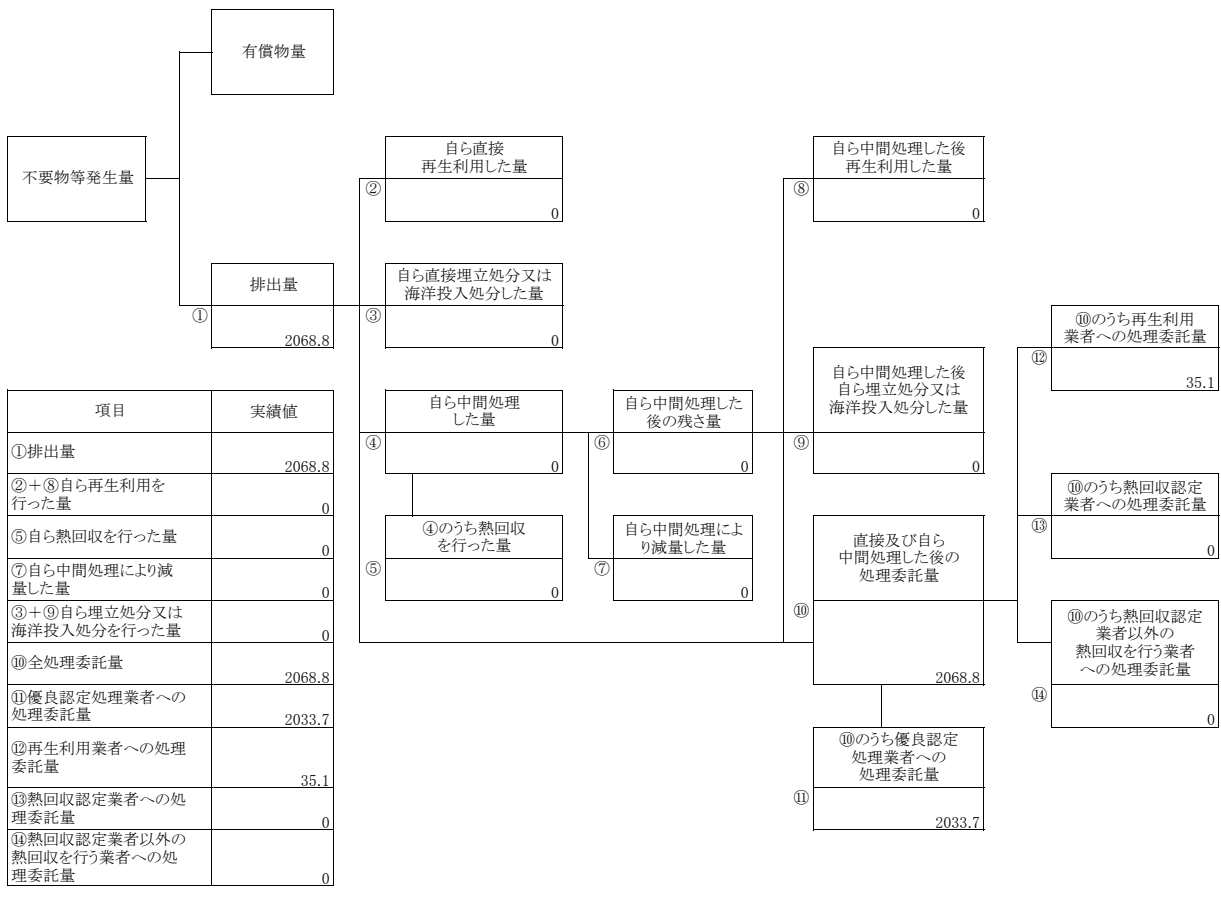 有償物量
不要物等発生量
自ら直接
再生利用した量
②
0
自ら中間処理した後
再生利用した量
⑧
0
排出量
①
2068.8
自ら直接埋立処分又は
海洋投入処分した量
③
0
自ら中間処理
した量
④
0
自ら中間処理した
後の残さ量
⑥
0
自ら中間処理した後
自ら埋立処分又は
海洋投入処分した量
⑨
0
⑩のうち再生利用
業者への処理委託量
⑫
35.1
④のうち熱回収
を行った量
⑤
0
自ら中間処理によ
り減量した量
⑦
0
直接及び自ら
中間処理した後の
処理委託量
⑩
2068.8
⑩のうち熱回収認定
業者への処理委託量
⑬
0
⑩のうち熱回収認定
業者以外の
熱回収を行う業者
への処理委託量
⑭
0
⑩のうち優良認定
処理業者への
処理委託量
⑪
2033.7
項目
実績値
①排出量
2068.8
②＋⑧自ら再生利用を
行った量
0
⑤自ら熱回収を行った量
0
⑦自ら中間処理により減
量した量
0
③＋⑨自ら埋立処分又は
海洋投入処分を行った量
0
⑩全処理委託量
2068.8
⑪優良認定処理業者への
処理委託量
2033.7
⑫再生利用業者への処理
委託量
35.1
⑬熱回収認定業者への処
理委託量
0
⑭熱回収認定業者以外の
熱回収を行う業者への処
理委託量
0